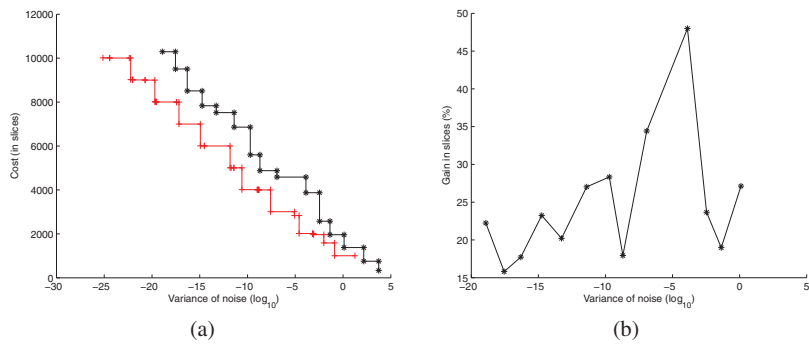 12000
10000
8000
6000
4000
2000
0
Cost (in slices)
−30 −25 −20 −15 −10 −5 0 5
Variance of noise (log10)
(a)
50
45
40
35
30
25
20
15
Gain in slices (%)
−20 −15 −10 −5 0 5
Variance of noise (log10)
(b)